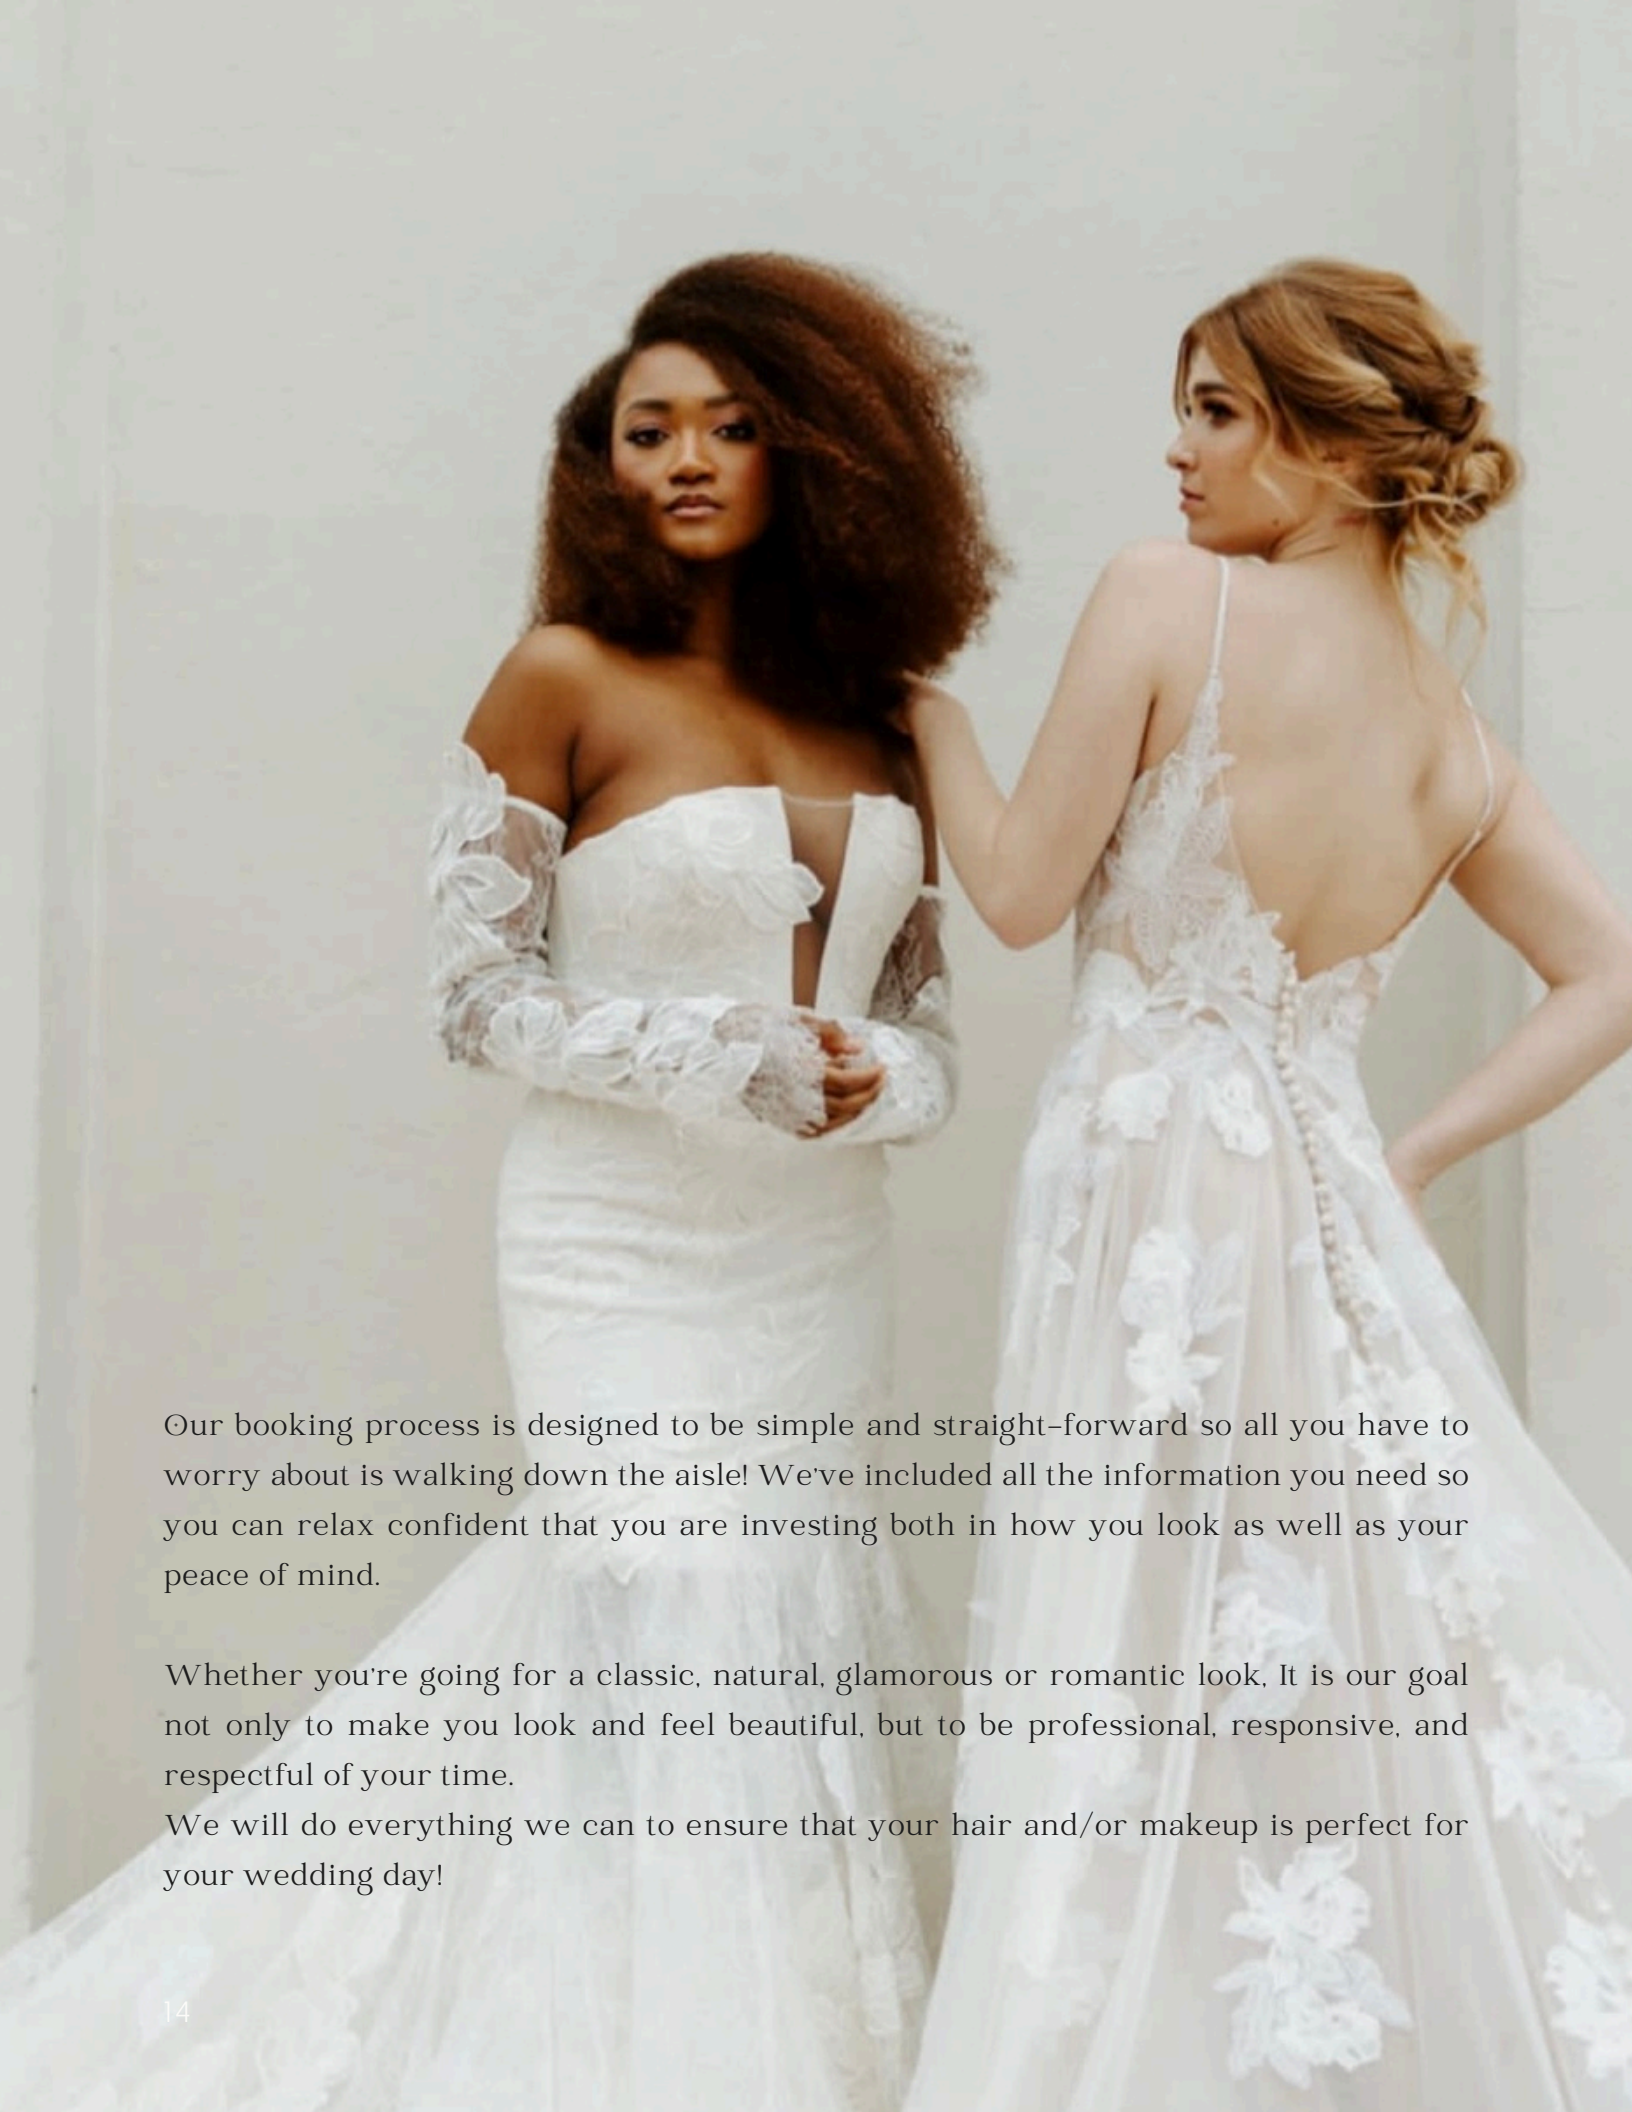 Our booking process is designed to be simple and straight-forward so all you have to
worry about is walking down the aisle! We've included all the information you need so
you can relax confident that you are investing both in how you look as well as your
peace of mind.
Whether you're going for a classic, natural, glamorous or romantic look, It is our goal
not only to make you look and feel beautiful, but to be professional, responsive, and
respectful of your time.
We will do everything we can to ensure that your hair and/or makeup is perfect for
your wedding day!
14